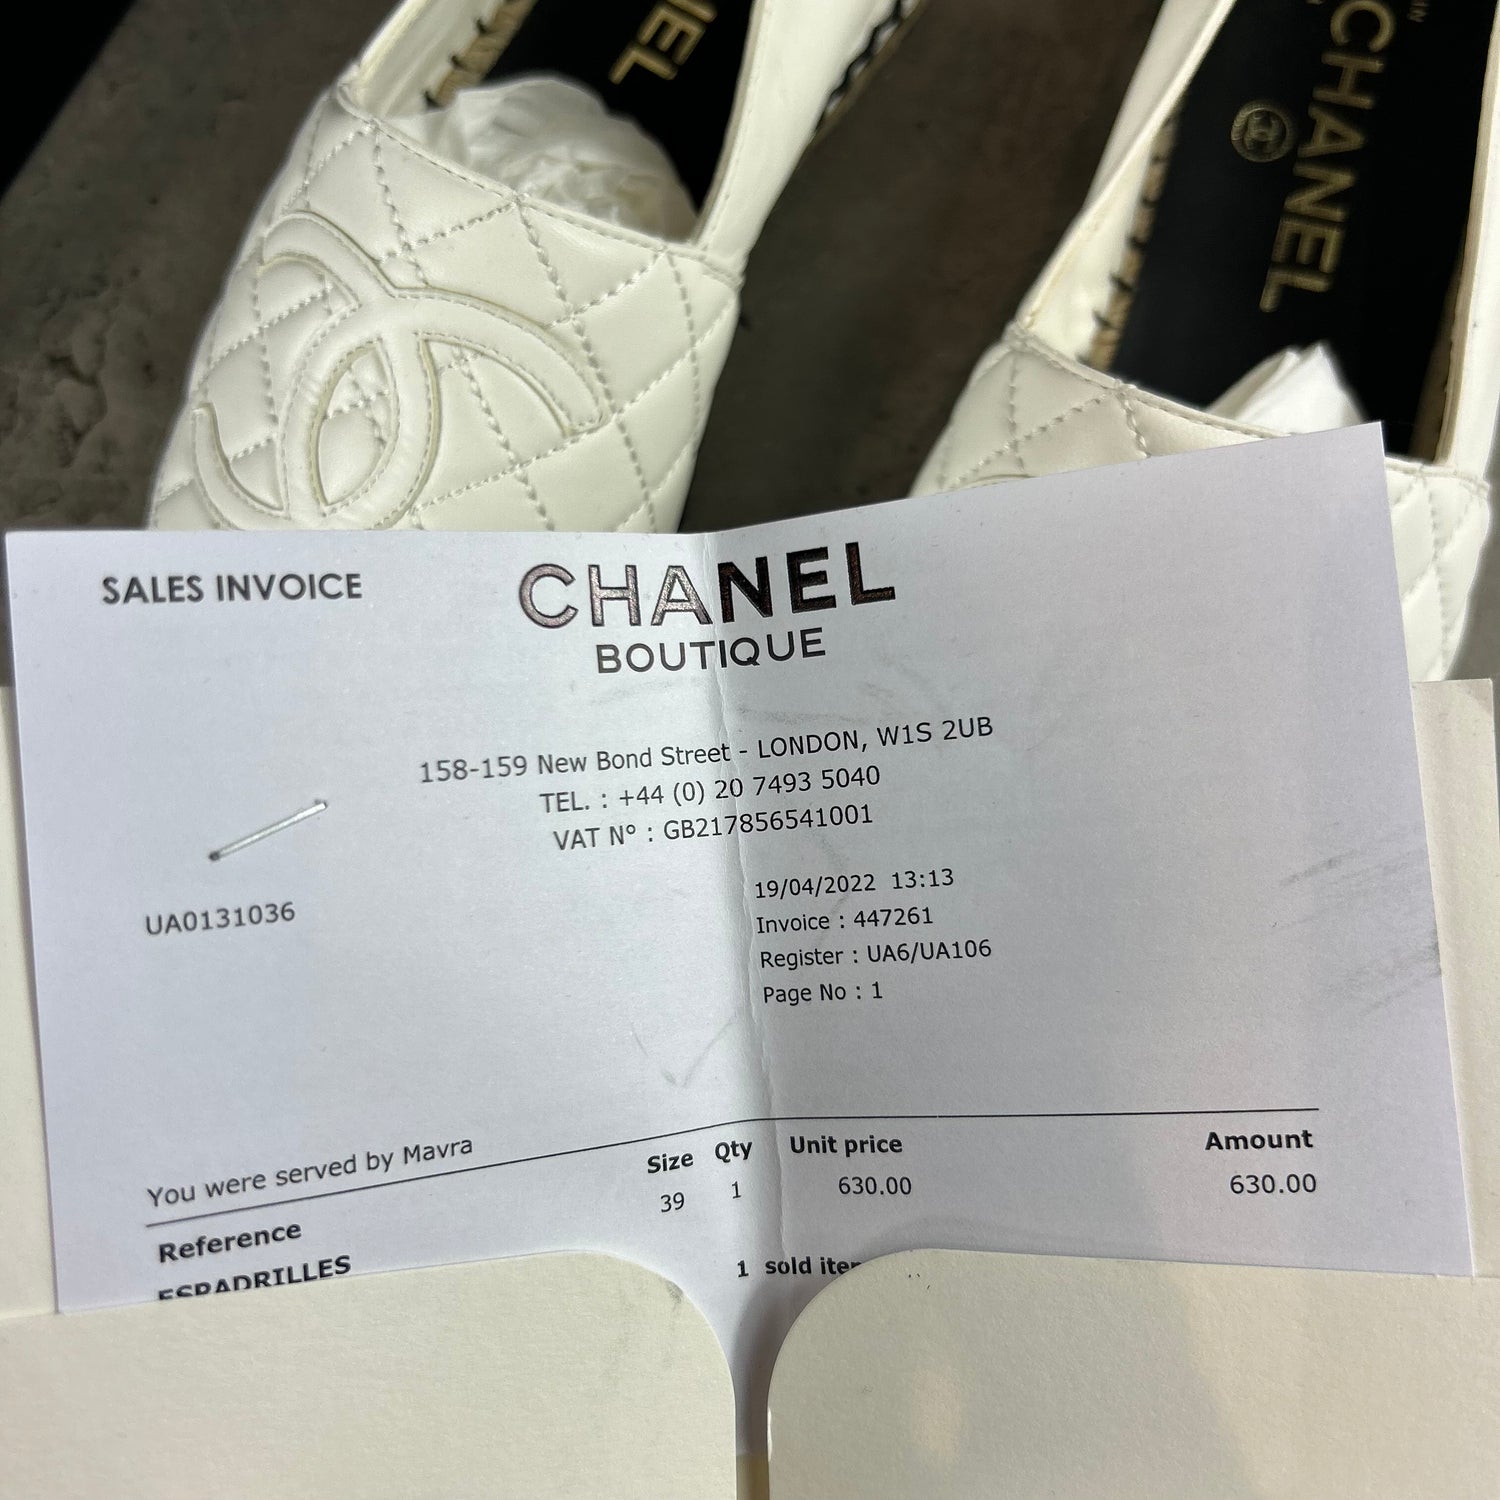 CHANEL
CHANEL
SALES INVOICE
CHANEL
BOUTIQUE
158-159 New Bond Street - LONDON, W1S 2UB
TEL. : +44 (0) 20 7493 5040
VAT N° : GB217856541001
19/04/2022 13:13
UA0131036
Invoice : 447261
Register : UA6/UA106
Page No : 1
You were served by Mavra
Reference Size Qty Unit price Amount
ESPADRILLES 39 1 630.00 630.00
1 sold